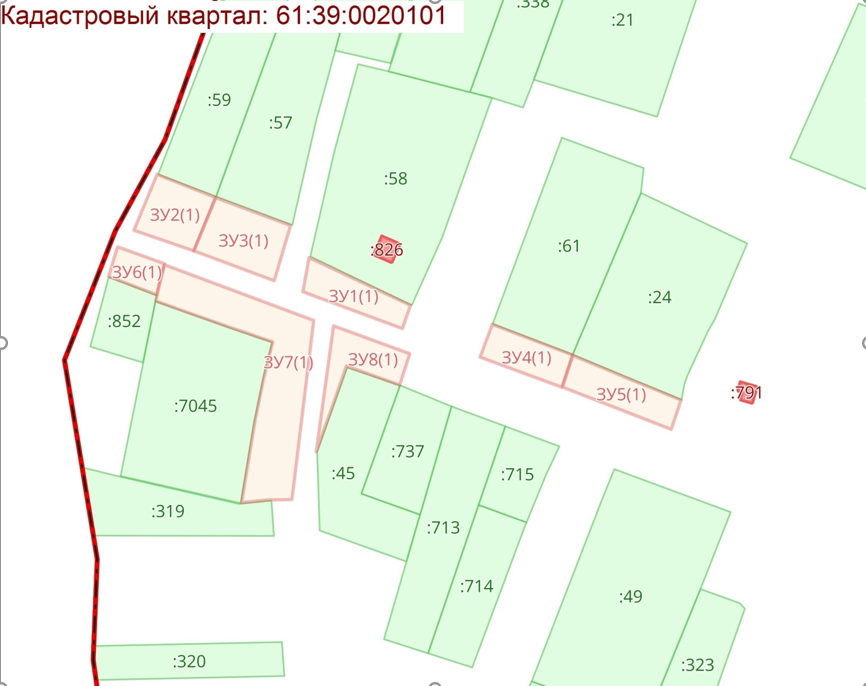 Кадастровый квартал: 61:39:0020101
:338
:21
:59
:57
:58
:826
ЗУ2(1)
ЗУ3(1)
ЗУ1(1)
ЗУ6(1)
:852
ЗУ7(1)
ЗУ8(1)
:7045
:61
:24
ЗУ4(1)
ЗУ5(1)
:791
:45
:737
:715
:713
:714
:319
:49
:320
:323